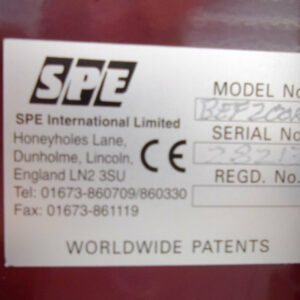 SPE
MODEL No
SPE International Limited
Honeyholes Lane,
Dunholme, Lincoln,
England LN2 3SU
CE
SERIAL No
REGD. No.
Tel: 01673-860709/860330
Fax: 01673-861119
WORLDWIDE PATENTS